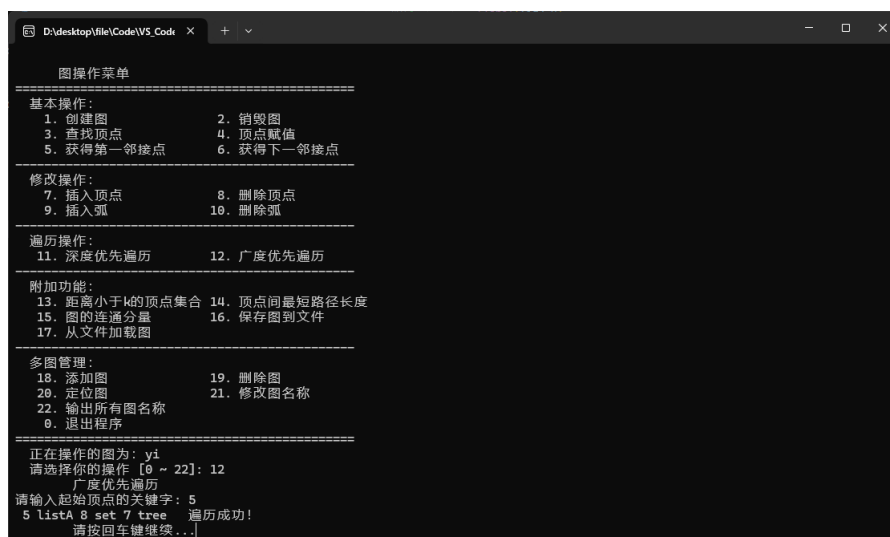 D:\desktop\file\Code\VS_Code
图操作菜单
=================================================
基本操作:
1. 创建图 2. 销毁图
3. 查找顶点 4. 顶点赋值
5. 获得第一邻接点 6. 获得下一邻接点
-------------------------------------------------
修改操作:
7. 插入顶点 8. 删除顶点
9. 插入弧 10. 删除弧
-------------------------------------------------
遍历操作:
11. 深度优先遍历 12. 广度优先遍历
-------------------------------------------------
附加功能:
13. 距离小于k的顶点集合 14. 顶点间最短路径长度
15. 图的连通分量 16. 保存图到文件
17. 从文件加载图
-------------------------------------------------
多图管理:
18. 添加图 19. 删除图
20. 定位图 21. 修改图名称
22. 输出所有图名称
0. 退出程序
=================================================
正在操作的图为: yi
请选择你的操作 [0 ~ 22]: 12
广度优先遍历
请输入起始顶点的关键字: 5
5 listA 8 set 7 tree 遍历成功!
请按回车键继续...